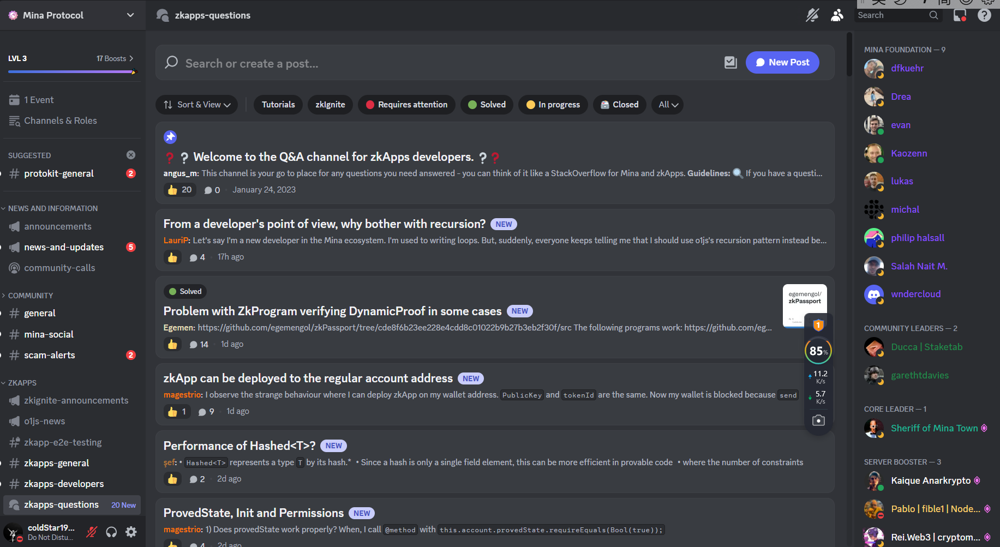 Mina Protocol
LVL 3
17 Boosts
1 Event
Channels & Roles
SUGGESTED
protokit-general
2
NEWS AND INFORMATION
announcements
news-and-updates
5
community-calls
COMMUNITY
general
mina-social
scam-alerts
2
ZKAPPS
zkignite-announcements
o1js-news
zkapp-e2e-testing
zkapps-general
zkapps-developers
zkapps-questions
20 New
coldStar19...
Do Not Distu...
zkapps-questions
Search
Search or create a post...
New Post
Sort & View
Tutorials
zkIgnite
Requires attention
Solved
In progress
Closed
All
❓❔ Welcome to the Q&A channel for zkApps developers. ❔❓
angus_m: This channel is your go to place for any questions you need answered - you can think of it like a StackOverflow for Mina and zkApps. Guidelines: 🔍 If you have a questi...
20
0
January 24, 2023
From a developer's point of view, why bother with recursion? NEW
LauriP: Let's say I'm a new developer in the Mina ecosystem. I'm used to writing loops. But, suddenly, everyone keeps telling me that I should use o1js's recursion pattern instead be...
4
17h ago
Solved
Problem with ZkProgram verifying DynamicProof in some cases NEW
Egemen: https://github.com/egemengol/zkPassport/tree/cde8f6b23ee228e4cdd8c01022b9b27b3eb2f30f/src The following programs work: https://github.com/eg...
14
1d ago
egemengol/
zkPassport
zkApp can be deployed to the regular account address NEW
magestrio: I observe the strange behaviour where I can deploy zkApp on my wallet address. PublicKey and tokenId are the same. Now my wallet is blocked because send
1
9
1d ago
Performance of Hashed<T>? NEW
şef: • Hashed<T> represents a type T by its hash.* • Since a hash is only a single field element, this can be more efficient in provable code • where the number of constraints
2
2d ago
ProvedState, Init and Permissions NEW
magestrio: 1) Does provedState work properly? When, I call @method with this.account.provedState.requireEquals(Bool(true));
4
2d ago
1
85%
11.2
K/s
5.7
K/s
MINA FOUNDATION — 9
dfkuehr
Drea
evan
Kaozenn
lukas
michal
philip halsall
Salah Nait M.
wndercloud
COMMUNITY LEADERS — 2
Ducca | Staketab
garethtdavies
CORE LEADER — 1
Sheriff of Mina Town
SERVER BOOSTER — 3
Kaique Anarkrypto
Pablo | fible1 | Node...
Rei.Web3 | cryptom...